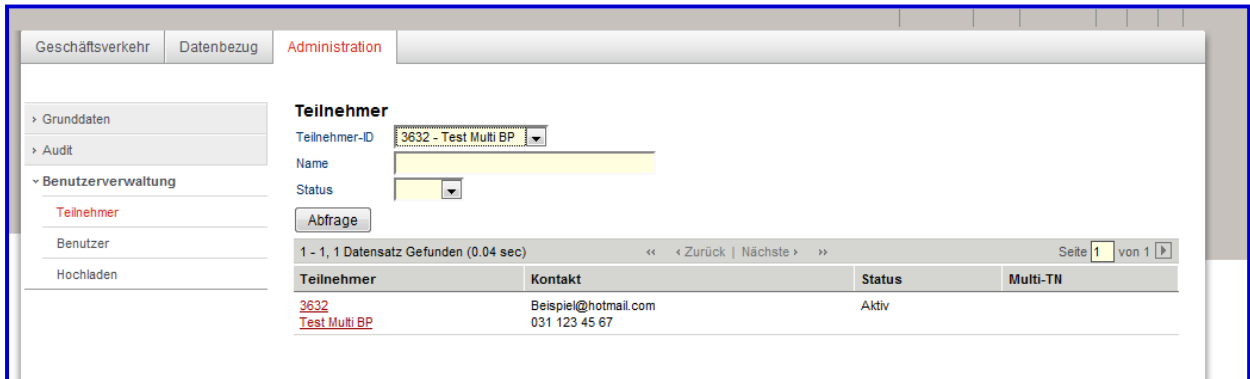 Geschäftsverkehr Datenbezug Administration
› Grunddaten
› Audit
Benutzerverwaltung
Teilnehmer
Benutzer
Hochladen
Teilnehmer
Teilnehmer-ID 3632 - Test Multi BP
Name
Status
Abfrage
1 - 1, 1 Datensatz Gefunden (0.04 sec) ‹‹ ‹ Zurück | Nächste › ›› Seite 1 von 1
Teilnehmer Kontakt Status Multi-TN
3632 Beispiel@hotmail.com Aktiv
Test Multi BP 031 123 45 67